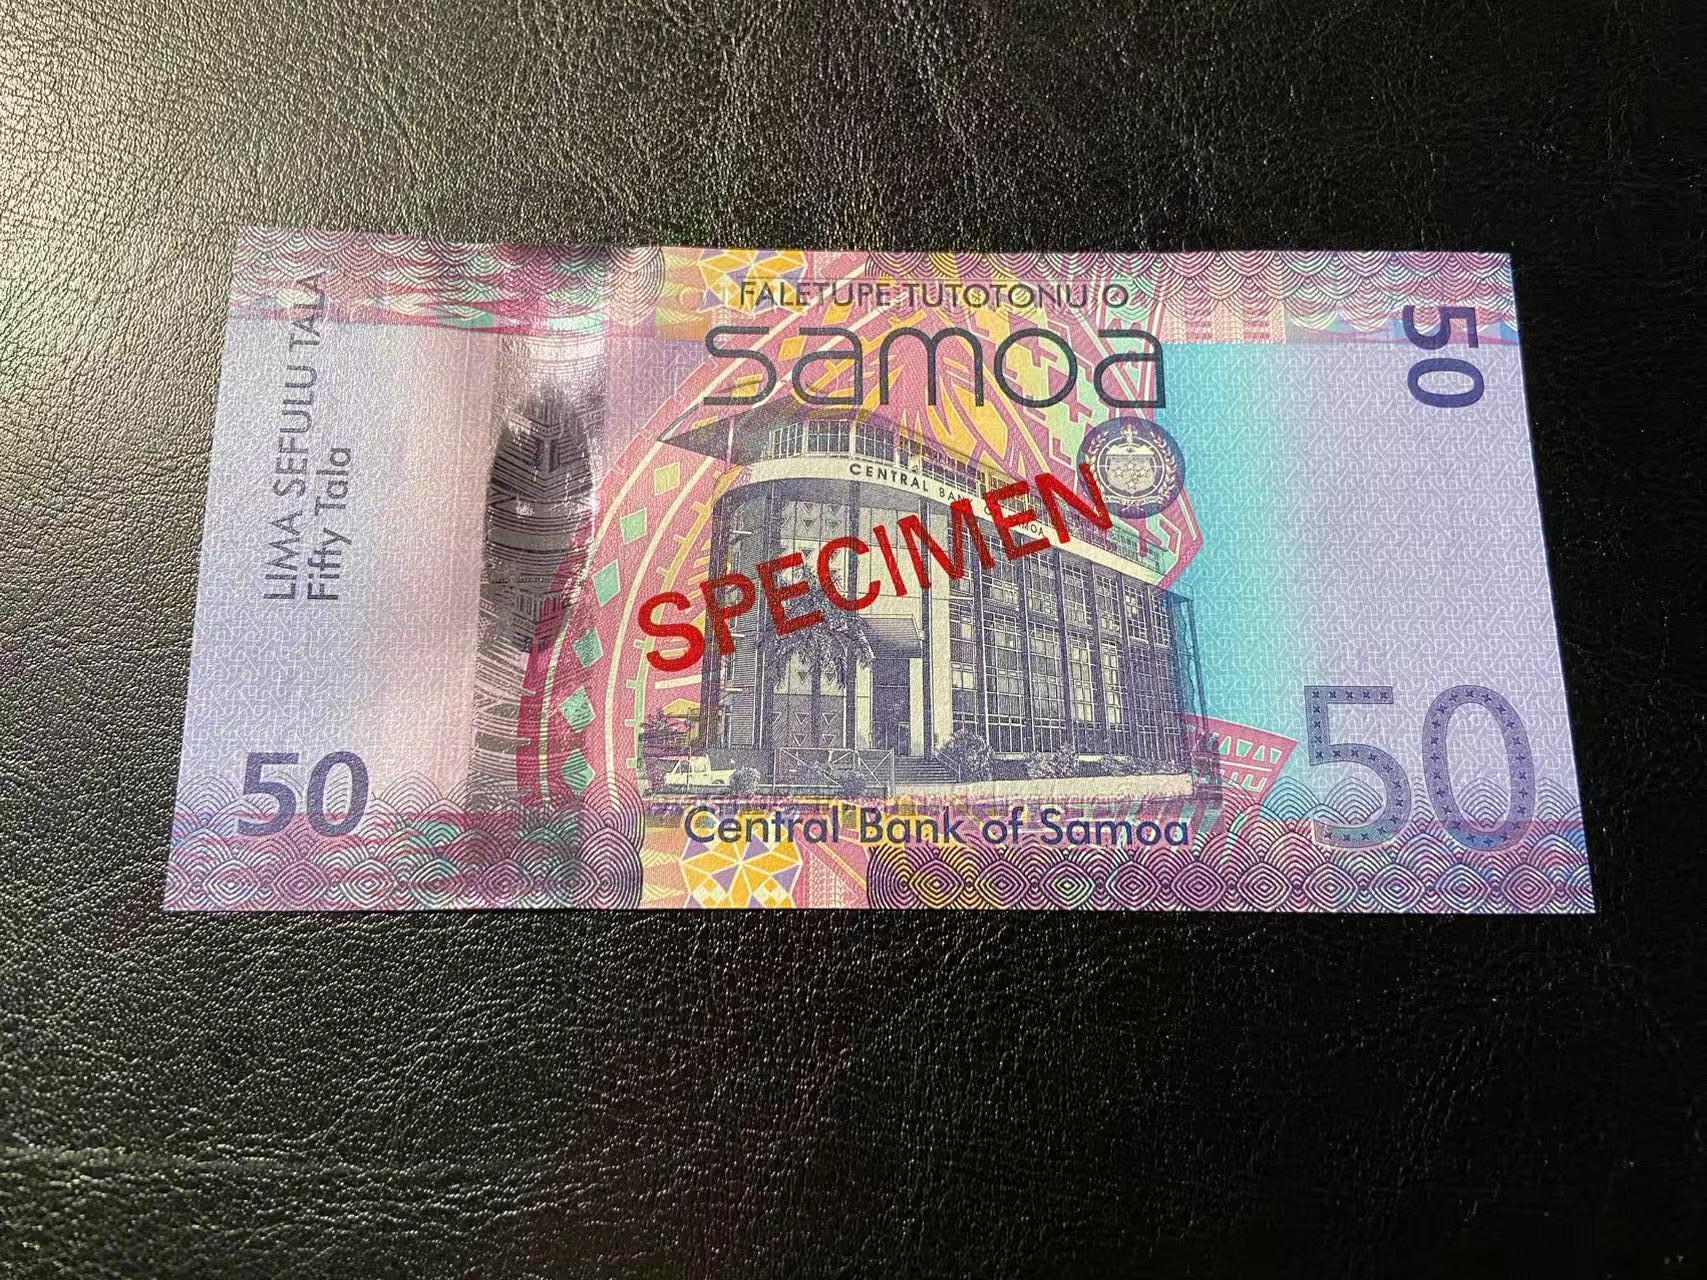 LIMA SEFULU TALA
Fifty Tala
50
FALETUPE TUTOTONU O
samoa
50
CENTRAL BANK OF SAMOA
SPECIMEN
Central Bank of Samoa
50